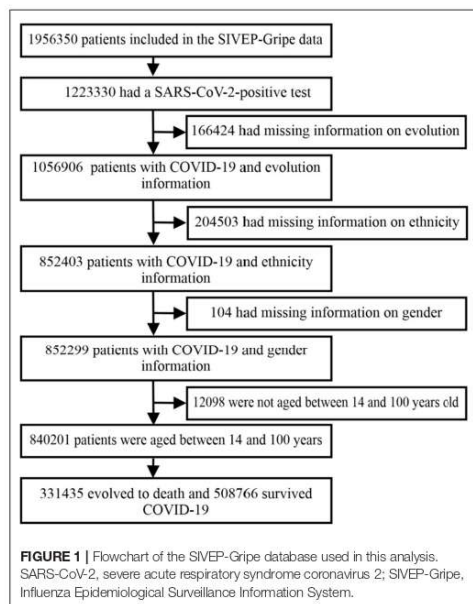 1956350 patients included in the SIVEP-Gripe data
1223330 had a SARS-CoV-2-positive test
166424 had missing information on evolution
1056906 patients with COVID-19 and evolution
information
204503 had missing information on ethnicity
852403 patients with COVID-19 and ethnicity
information
104 had missing information on gender
852299 patients with COVID-19 and gender
information
12098 were not aged between 14 and 100 years old
840201 patients were aged between 14 and 100 years
331435 evolved to death and 508766 survived
COVID-19
FIGURE 1 | Flowchart of the SIVEP-Gripe database used in this analysis.
SARS-CoV-2, severe acute respiratory syndrome coronavirus 2; SIVEP-Gripe,
Influenza Epidemiological Surveillance Information System.